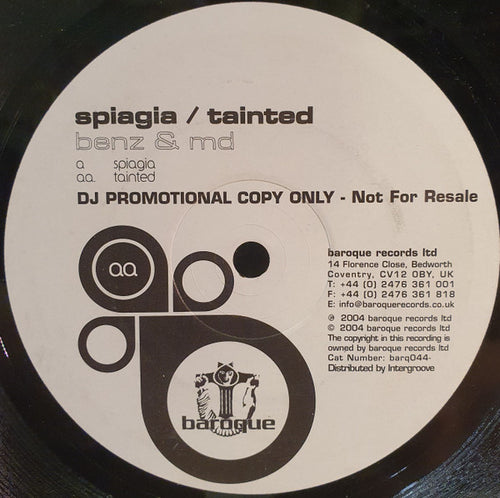 spiagia / tainted
benz & md
a spiagia
aa. tainted
DJ PROMOTIONAL COPY ONLY - Not For Resale
aa
baroque records ltd
14 Florence Close, Bedworth
Coventry, CV12 0BY, UK
T: +44 (0) 2476 361 001
F: +44 (0) 2476 361 818
E: info@baroquerecords.co.uk
℗ 2004 baroque records ltd
© 2004 baroque records ltd
The copyright in this recording is
owned by baroque records ltd
Cat Number: barq044-
Distributed by Intergroove
baroque